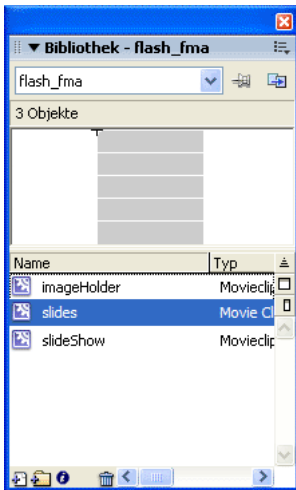 Bibliothek - flash_fma
flash_fma
3 Objekte
Name Typ
imageHolder Movieclip
slides Movie Cl
slideShow Movieclip